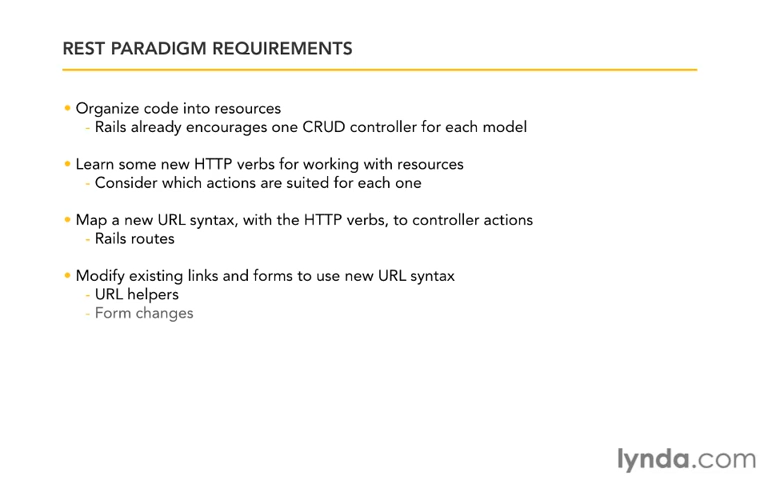 REST PARADIGM REQUIREMENTS
• Organize code into resources
- Rails already encourages one CRUD controller for each model
• Learn some new HTTP verbs for working with resources
- Consider which actions are suited for each one
• Map a new URL syntax, with the HTTP verbs, to controller actions
- Rails routes
• Modify existing links and forms to use new URL syntax
- URL helpers
- Form changes
lynda.com